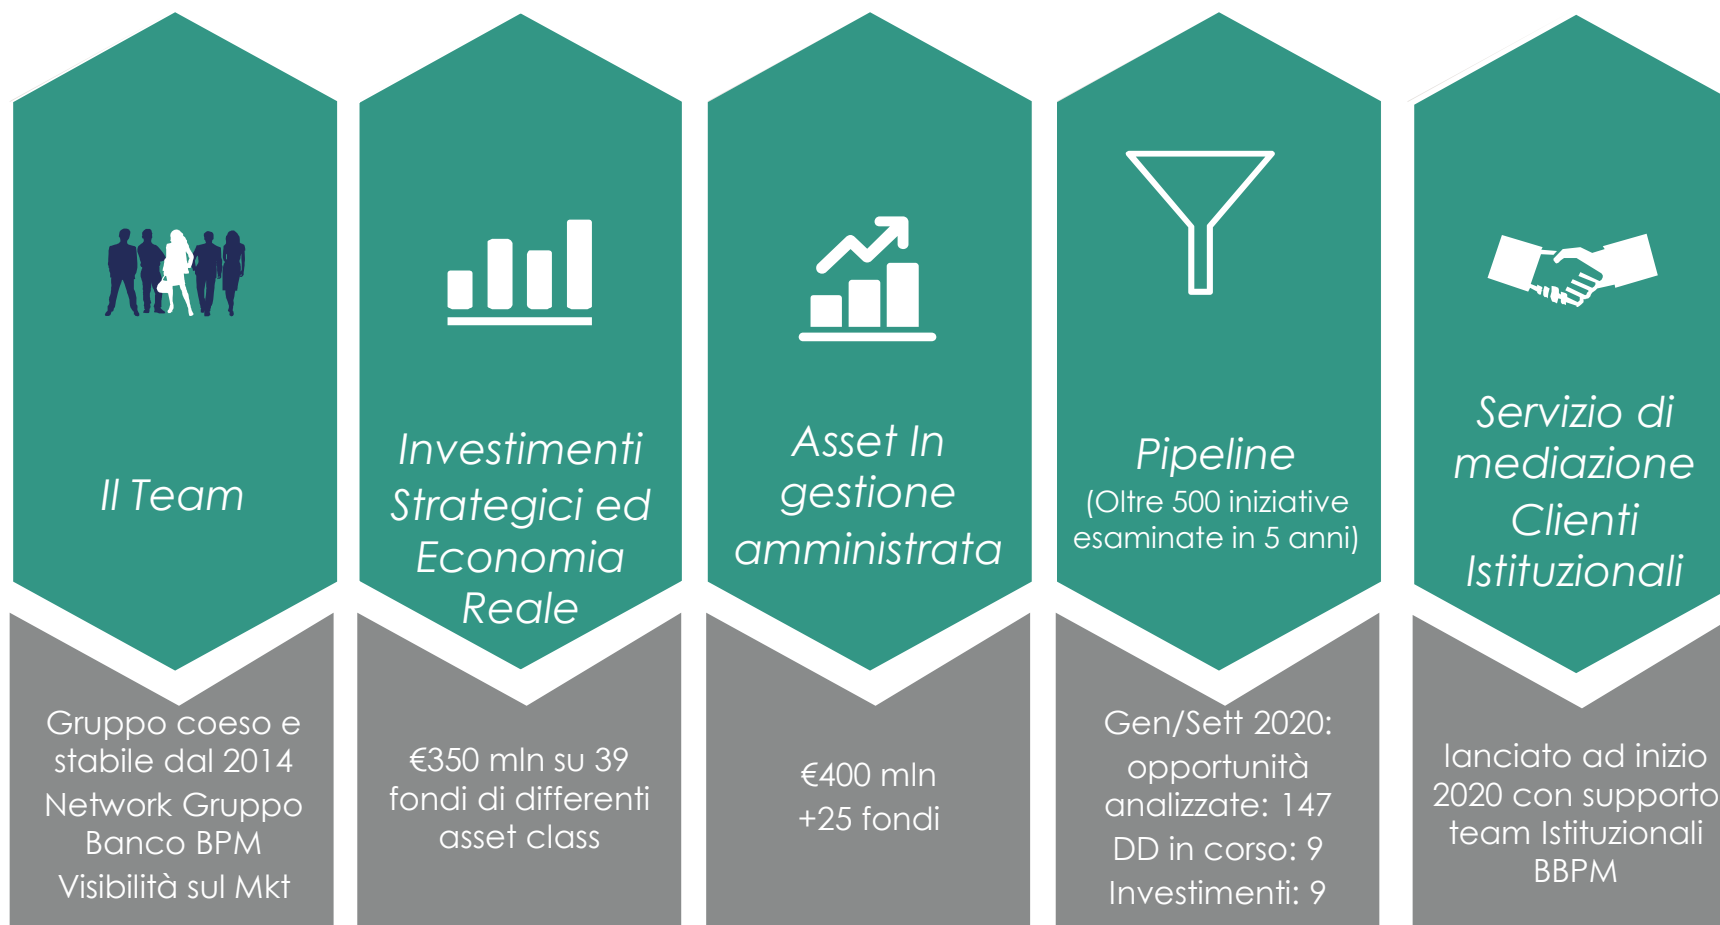 Il Team
Gruppo coeso e
stabile dal 2014
Network Gruppo
Banco BPM
Visibilità sul Mkt
Investimenti
Strategici ed
Economia
Reale
€350 mln su 39
fondi di differenti
asset class
Asset In
gestione
amministrata
€400 mln
+25 fondi
Pipeline
(Oltre 500 iniziative
esaminate in 5 anni)
Gen/Sett 2020:
opportunità
analizzate: 147
DD in corso: 9
Investimenti: 9
Servizio di
mediazione
Clienti
Istituzionali
lanciato ad inizio
2020 con supporto
team Istituzionali
BBPM